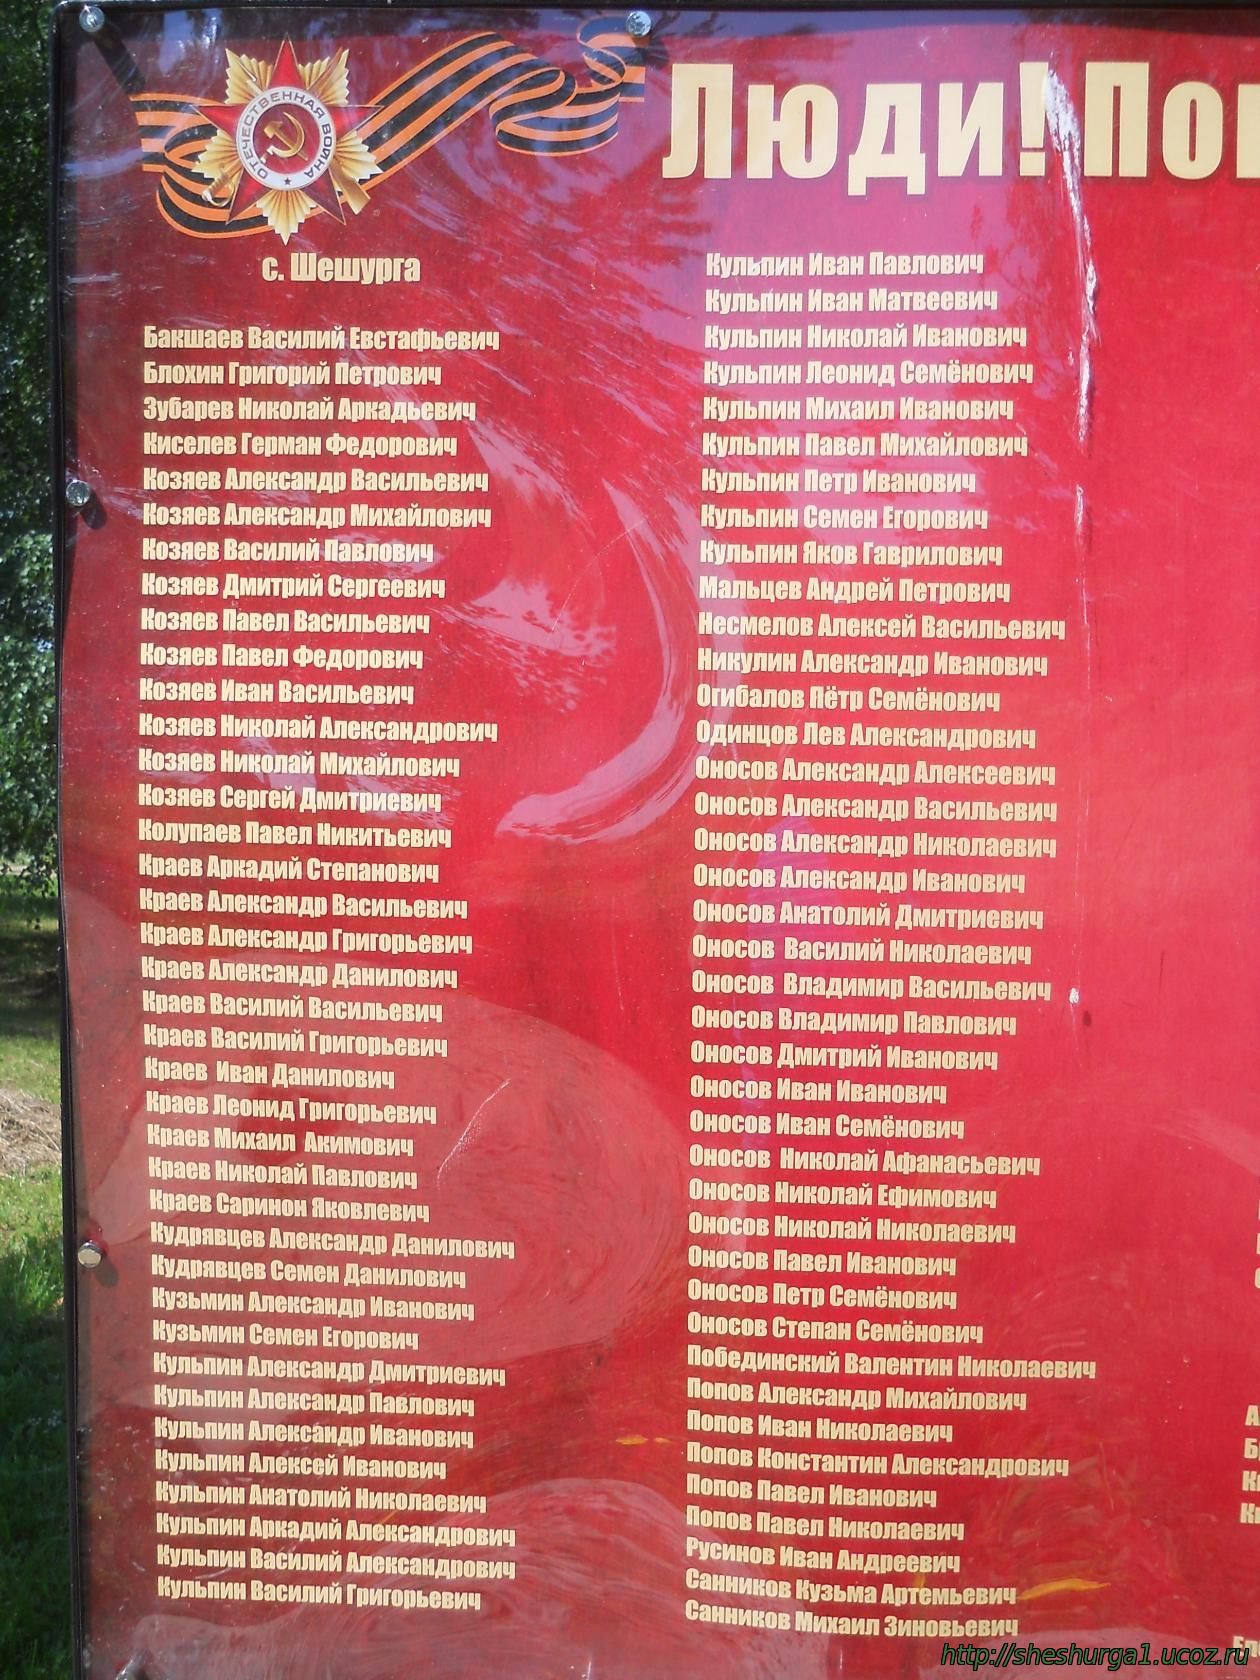 ОТЕЧЕСТВЕННАЯ ВОЙНА
Люди!
с. Шешурга
Бакшаев Василий Евстафьевич
Блохин Григорий Петрович
Зубарев Николай Аркадьевич
Киселев Герман Федорович
Козяев Александр Васильевич
Козяев Александр Михайлович
Козяев Василий Павлович
Козяев Дмитрий Сергеевич
Козяев Павел Васильевич
Козяев Павел Федорович
Козяев Иван Васильевич
Козяев Николай Александрович
Козяев Николай Михайлович
Козяев Сергей Дмитриевич
Колупаев Павел Никитьевич
Краев Аркадий Степанович
Краев Александр Васильевич
Краев Александр Григорьевич
Краев Александр Данилович
Краев Василий Васильевич
Краев Василий Григорьевич
Краев Иван Данилович
Краев Леонид Григорьевич
Краев Михаил Акимович
Краев Николай Павлович
Краев Саринон Яковлевич
Кудрявцев Александр Данилович
Кудрявцев Семен Данилович
Кузьмин Александр Иванович
Кузьмин Семен Егорович
Кульпин Александр Дмитриевич
Кульпин Александр Павлович
Кульпин Александр Иванович
Кульпин Алексей Иванович
Кульпин Анатолий Николаевич
Кульпин Аркадий Александрович
Кульпин Василий Александрович
Кульпин Василий Григорьевич
Кульпин Иван Павлович
Кульпин Иван Матвеевич
Кульпин Николай Иванович
Кульпин Леонид Семёнович
Кульпин Михаил Иванович
Кульпин Павел Михайлович
Кульпин Петр Иванович
Кульпин Семен Егорович
Кульпин Яков Гаврилович
Мальцев Андрей Петрович
Несмелов Алексей Васильевич
Никулин Александр Иванович
Огибалов Пётр Семёнович
Одинцов Лев Александрович
Оносов Александр Алексеевич
Оносов Александр Васильевич
Оносов Александр Николаевич
Оносов Александр Иванович
Оносов Анатолий Дмитриевич
Оносов Василий Николаевич
Оносов Владимир Васильевич
Оносов Владимир Павлович
Оносов Дмитрий Иванович
Оносов Иван Иванович
Оносов Иван Семёнович
Оносов Николай Афанасьевич
Оносов Николай Ефимович
Оносов Николай Николаевич
Оносов Павел Иванович
Оносов Петр Семёнович
Оносов Степан Семёнович
Побединский Валентин Николаевич
Попов Александр Михайлович
Попов Иван Николаевич
Попов Константин Александрович
Попов Павел Иванович
Попов Павел Николаевич
Русинов Иван Андреевич
Санников Кузьма Артемьевич
Санников Михаил Зиновьевич
http://sheshurga1.ucoz.ru